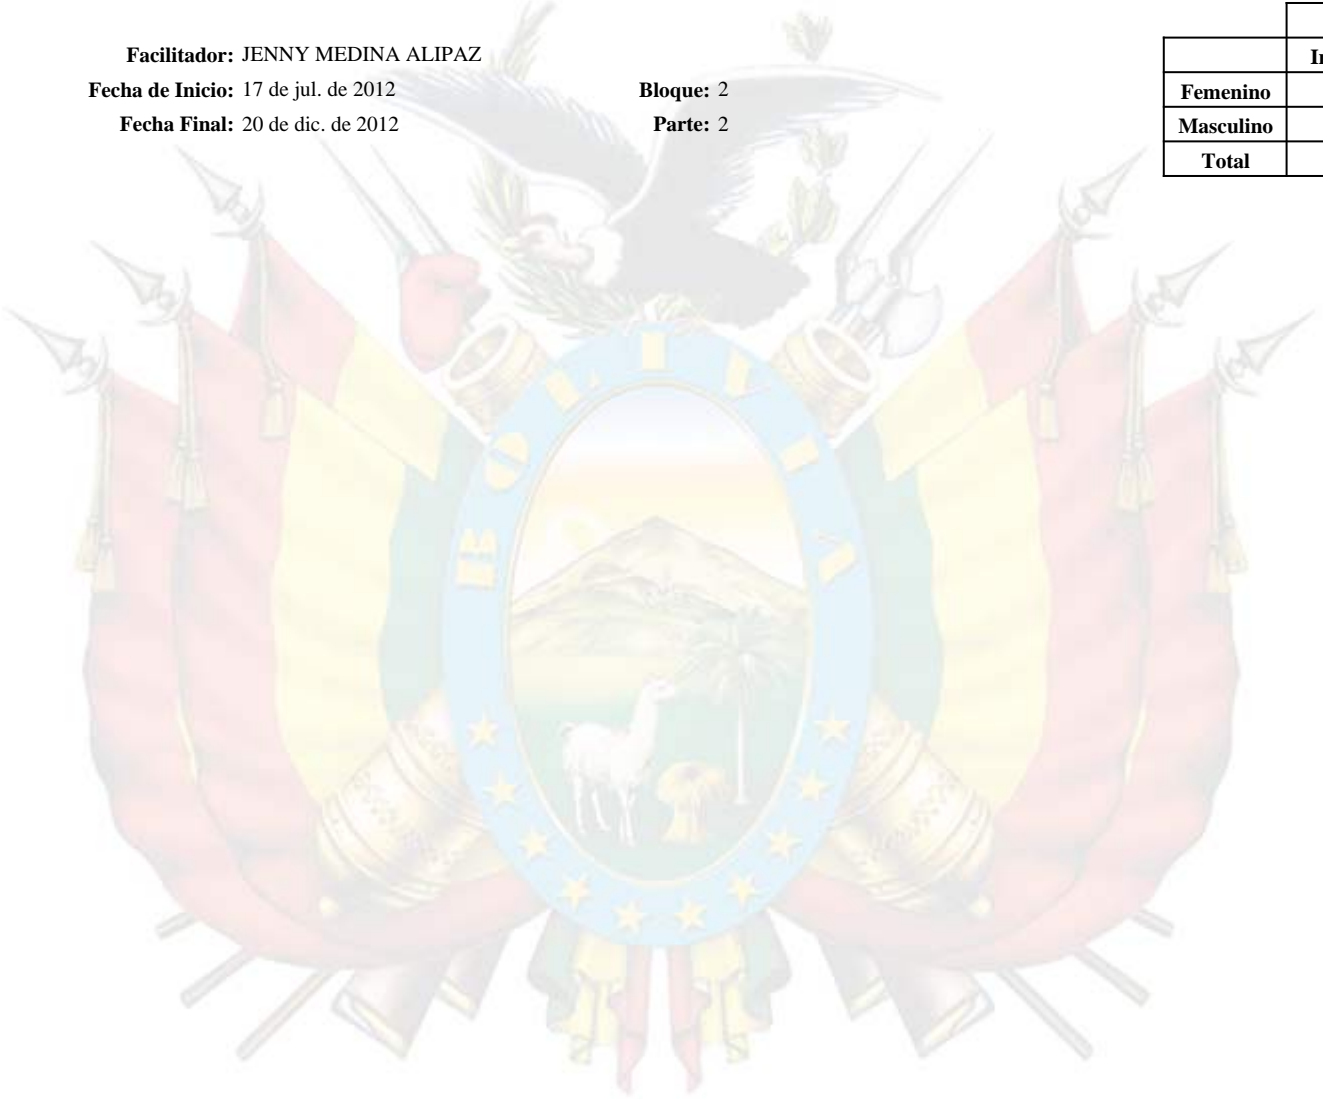 Facilitador: JENNY MEDINA ALIPAZ
Fecha de Inicio: 17 de jul. de 2012 Bloque: 2
Fecha Final: 20 de dic. de 2012 Parte: 2
Femenino
Masculino
Total
BOLIVIA